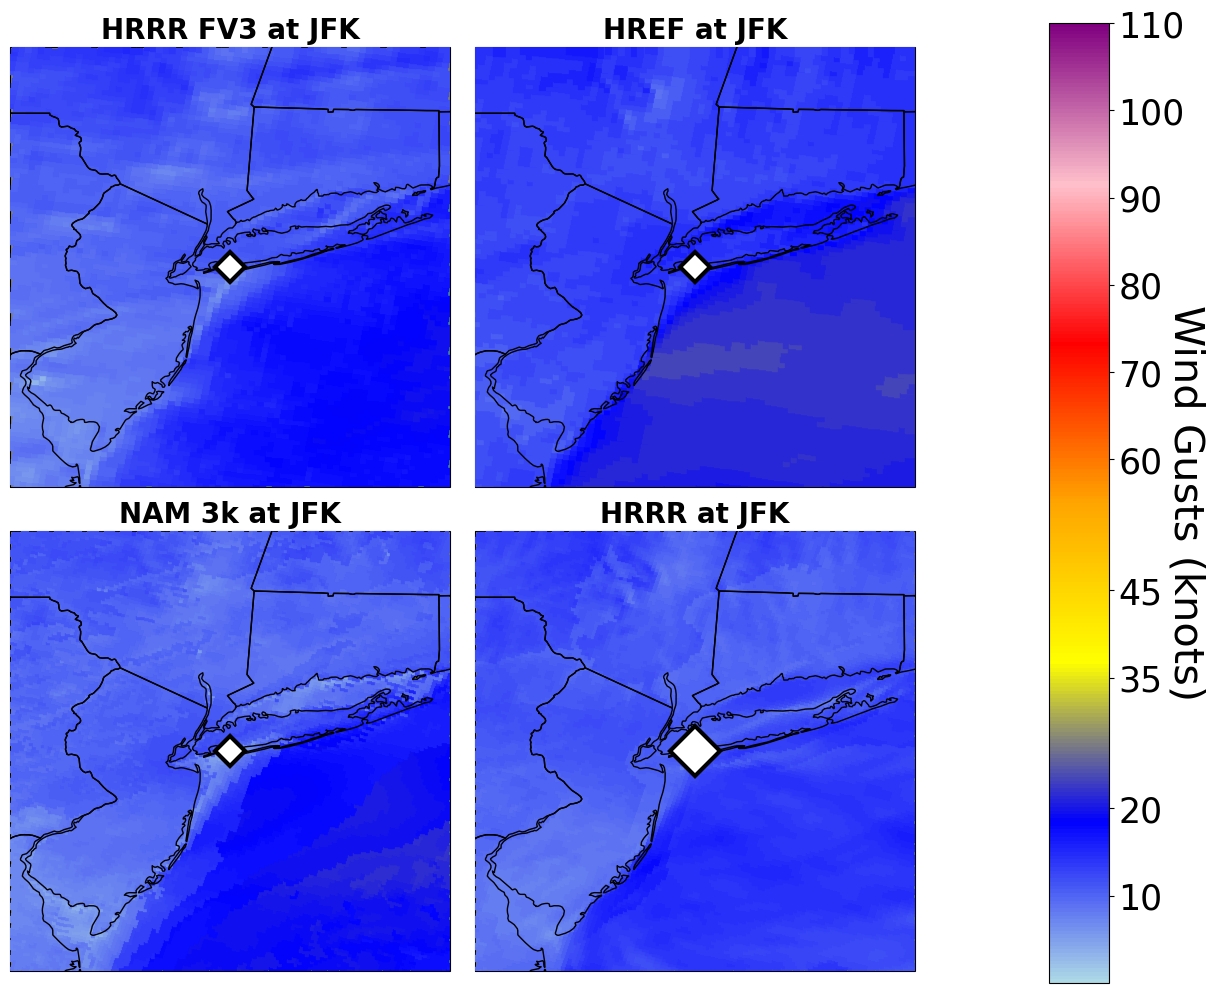 HRRR FV3 at JFK
HREF at JFK
NAM 3k at JFK
HRRR at JFK
110
100
90
80
70
60
45
35
20
10
Wind Gusts (knots)